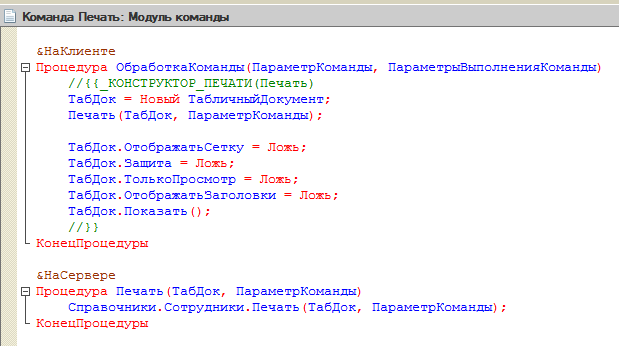 Команда Печать: Модуль команды
&НаКлиенте
Процедура ОбработкаКоманды(ПараметрКоманды, ПараметрыВыполненияКоманды)
//{{_КОНСТРУКТОР_ПЕЧАТИ(Печать)
ТабДок = Новый ТабличныйДокумент;
Печать(ТабДок, ПараметрКоманды);
ТабДок.ОтображатьСетку = Ложь;
ТабДок.Защита = Ложь;
ТабДок.ТолькоПросмотр = Ложь;
ТабДок.ОтображатьЗаголовки = Ложь;
ТабДок.Показать();
//}}
КонецПроцедуры
&НаСервере
Процедура Печать(ТабДок, ПараметрКоманды)
Справочники.Сотрудники.Печать(ТабДок, ПараметрКоманды);
КонецПроцедуры